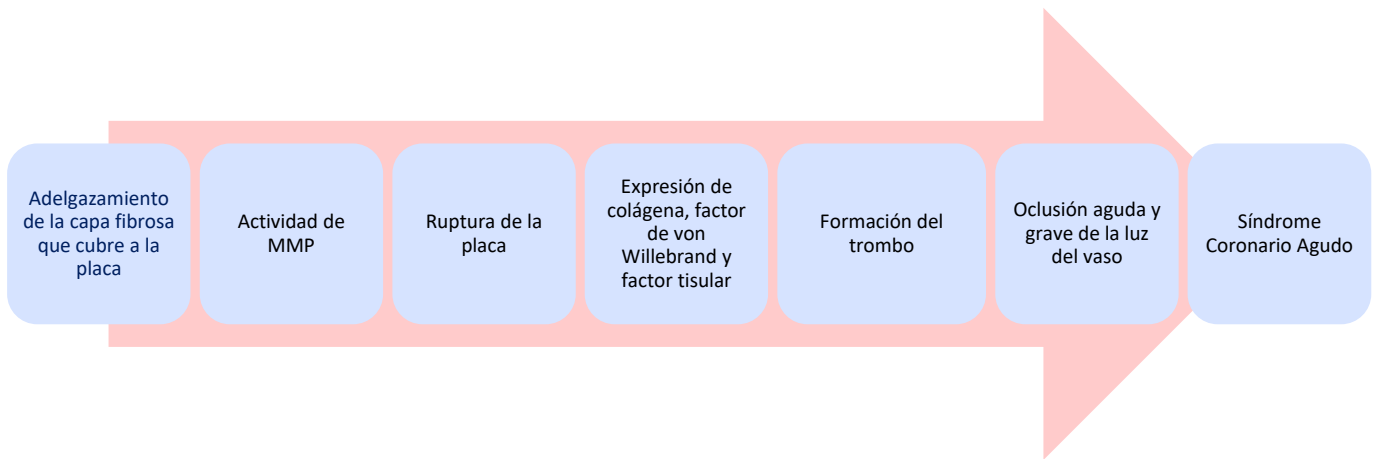 Adelgazamiento
de la capa fibrosa
que cubre a la
placa
Actividad de
MMP
Ruptura de la
placa
Expresión de
colágena, factor
de von
Willebrand y
factor tisular
Formación del
trombo
Oclusión aguda y
grave de la luz
del vaso
Síndrome
Coronario Agudo